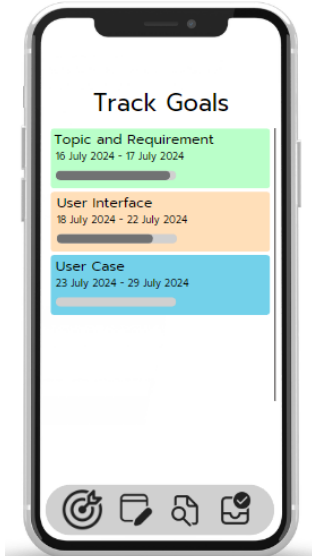 Track Goals
Topic and Requirement
16 July 2024 - 17 July 2024
User Interface
18 July 2024 - 22 July 2024
User Case
23 July 2024 - 29 July 2024